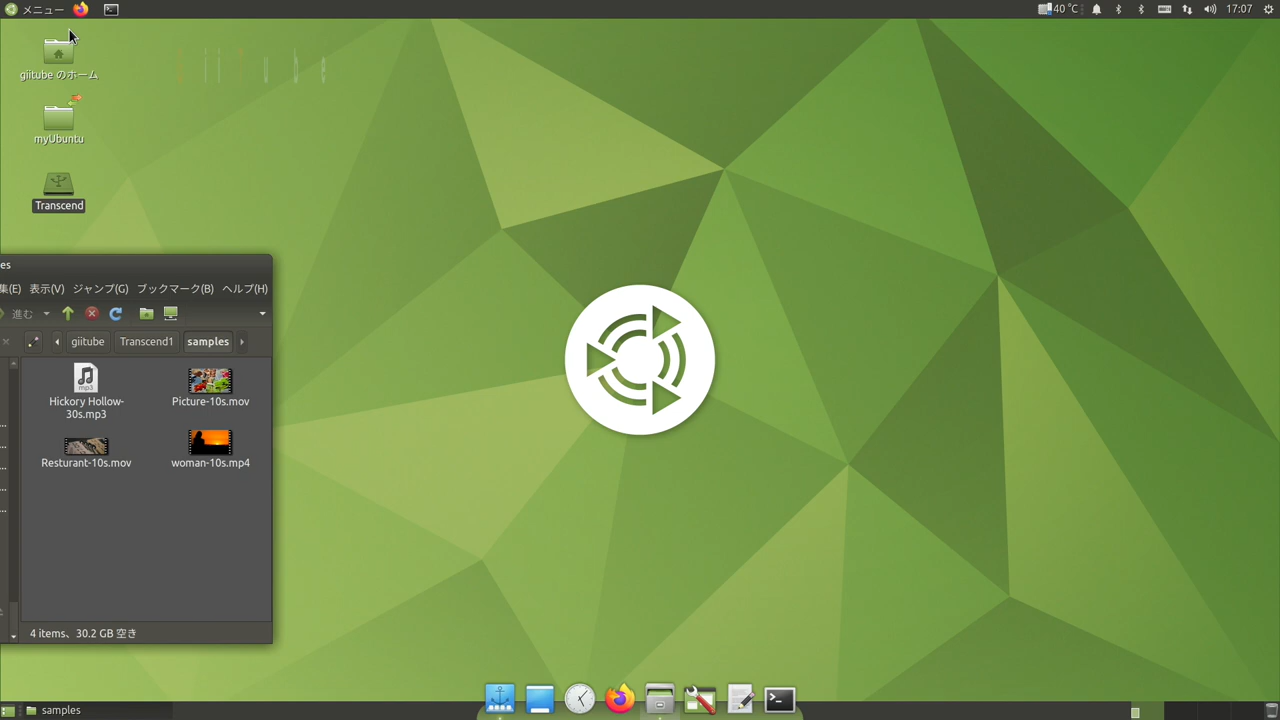 メニュー
40 °C
17:07
giitube のホーム
myUbuntu
Transcend
i i u b e
es
集(E) 表示(V) ジャンプ(G) ブックマーク(B) ヘルプ(H)
進む
giitube Transcend1 samples
Hickory Hollow-
30s.mp3
Picture-10s.mov
mp3
Resturant-10s.mov
woman-10s.mp4
4 items、30.2 GB 空き
samples